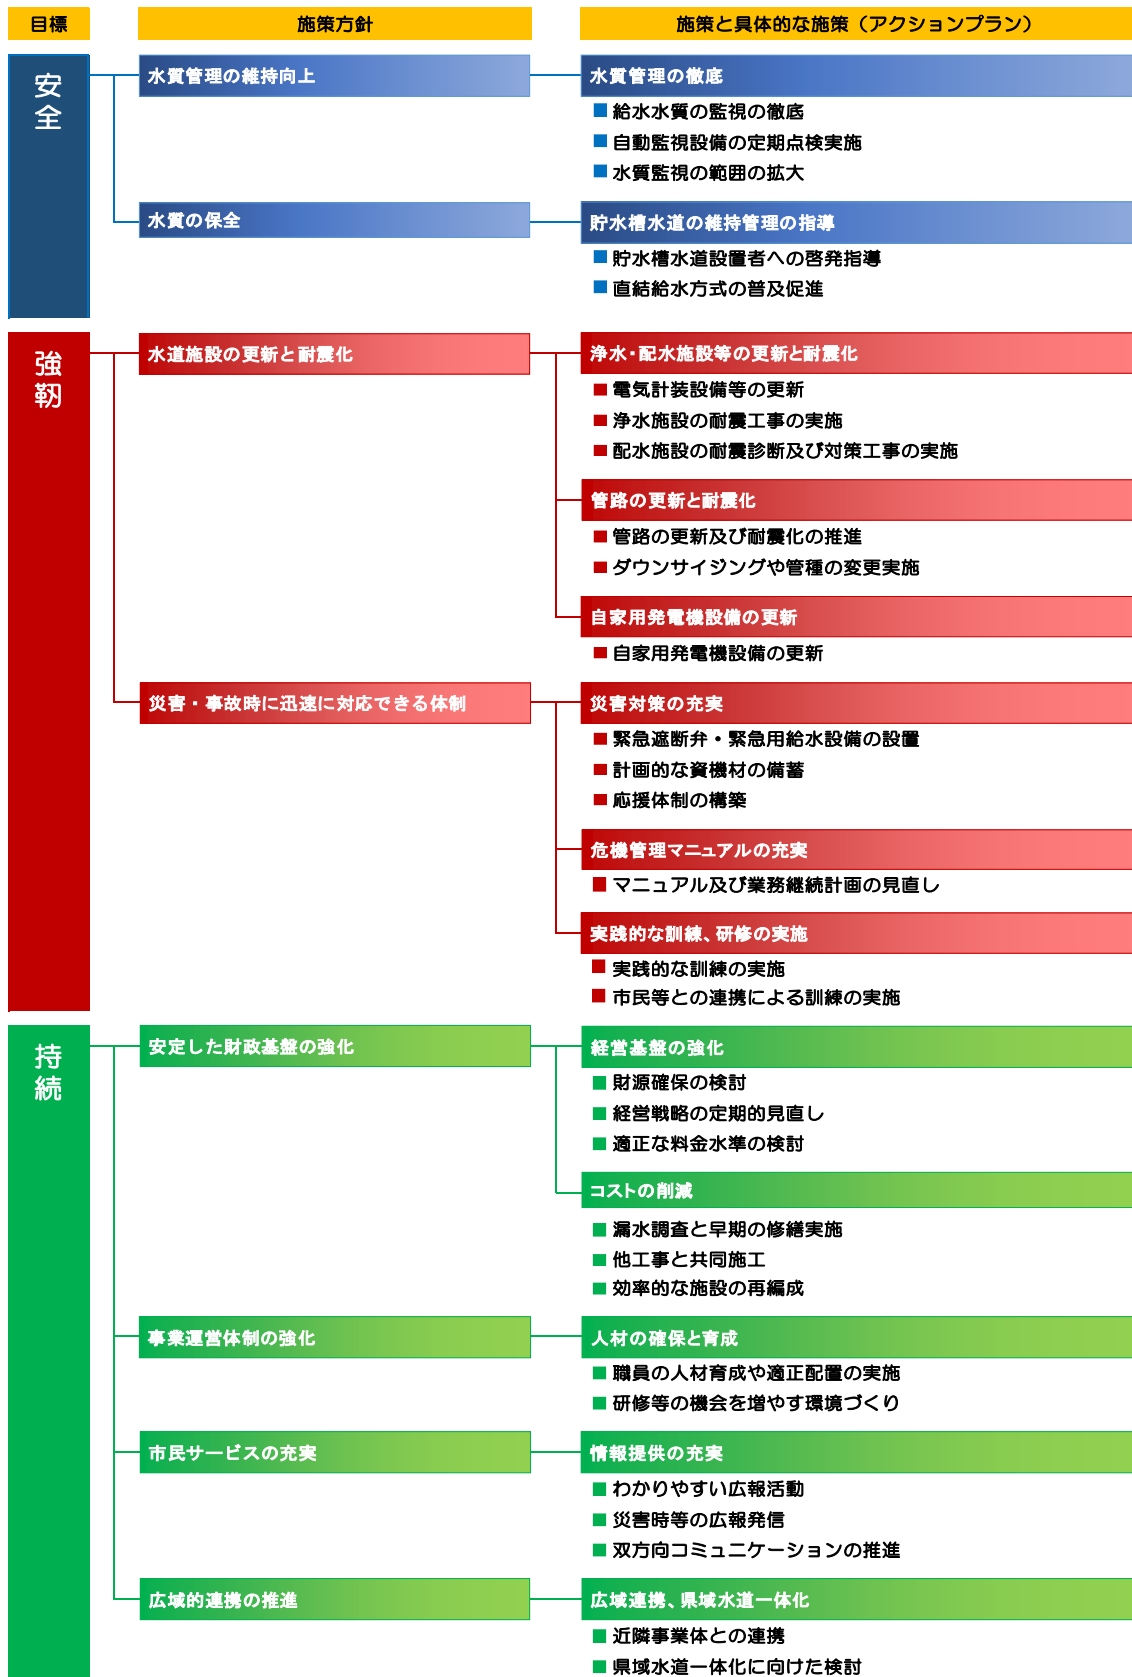 目標
施策方針
施策と具体的な施策（アクションプラン）
安全
水質管理の維持向上
水質管理の徹底
■ 給水水質の監視の徹底
■ 自動監視設備の定期点検実施
■ 水質監視の範囲の拡大
水質の保全
貯水槽水道の維持管理の指導
■ 貯水槽水道設置者への啓発指導
■ 直結給水方式の普及促進
強靭
水道施設の更新と耐震化
浄水・配水施設等の更新と耐震化
■ 電気計装設備等の更新
■ 浄水施設の耐震工事の実施
■ 配水施設の耐震診断及び対策工事の実施
管路の更新と耐震化
■ 管路の更新及び耐震化の推進
■ ダウンサイジングや管種の変更実施
自家用発電機設備の更新
■ 自家用発電機設備の更新
災害・事故時に迅速に対応できる体制
災害対策の充実
■ 緊急遮断弁・緊急用給水設備の設置
■ 計画的な資機材の備蓄
■ 応援体制の構築
危機管理マニュアルの充実
■ マニュアル及び業務継続計画の見直し
実践的な訓練、研修の実施
■ 実践的な訓練の実施
■ 市民等との連携による訓練の実施
持続
安定した財政基盤の強化
経営基盤の強化
■ 財源確保の検討
■ 経営戦略の定期的見直し
■ 適正な料金水準の検討
コストの削減
■ 漏水調査と早期の修繕実施
■ 他工事と共同施工
■ 効率的な施設の再編成
事業運営体制の強化
人材の確保と育成
■ 職員の人材育成や適正配置の実施
■ 研修等の機会を増やす環境づくり
市民サービスの充実
情報提供の充実
■ わかりやすい広報活動
■ 災害時等の広報発信
■ 双方向コミュニケーションの推進
広域的連携の推進
広域連携、県域水道一体化
■ 近隣事業体との連携
■ 県域水道一体化に向けた検討